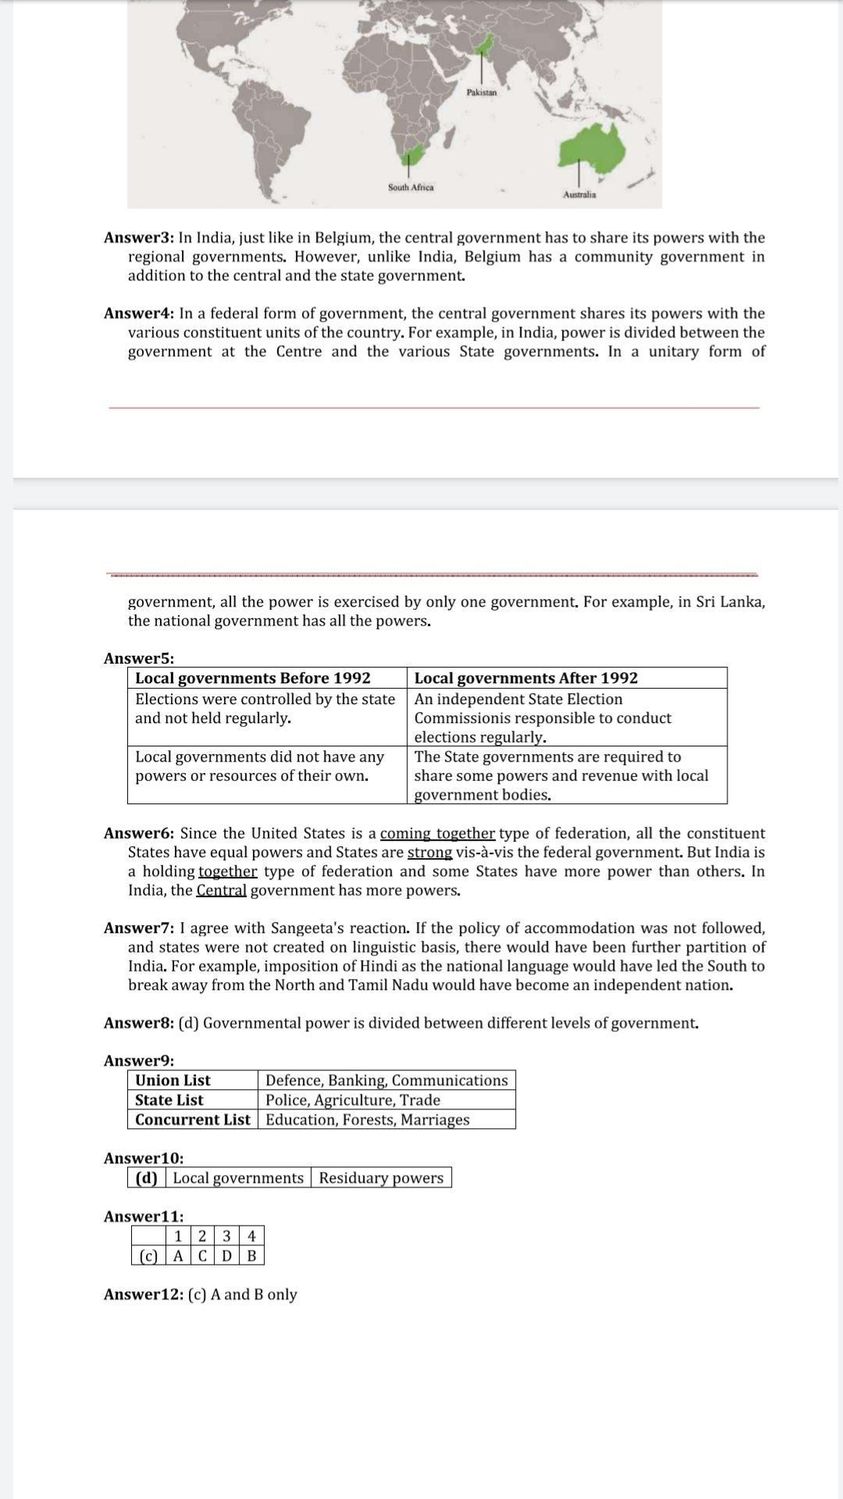 Pakistan
South Africa
Australia
Answer3: In India, just like in Belgium, the central government has to share its powers with the
regional governments. However, unlike India, Belgium has a community government in
addition to the central and the state government.
Answer4: In a federal form of government, the central government shares its powers with the
various constituent units of the country. For example, in India, power is divided between the
government at the Centre and the various State governments. In a unitary form of
government, all the power is exercised by only one government. For example, in Sri Lanka,
the national government has all the powers.
Answer5:
Local governments Before 1992 Local governments After 1992
Elections were controlled by the state An independent State Election
and not held regularly. Commissionis responsible to conduct
elections regularly.
Local governments did not have any The State governments are required to
powers or resources of their own. share some powers and revenue with local
government bodies.
Answer6: Since the United States is a coming together type of federation, all the constituent
States have equal powers and States are strong vis-à-vis the federal government. But India is
a holding together type of federation and some States have more power than others. In
India, the Central government has more powers.
Answer7: I agree with Sangeeta's reaction. If the policy of accommodation was not followed,
and states were not created on linguistic basis, there would have been further partition of
India. For example, imposition of Hindi as the national language would have led the South to
break away from the North and Tamil Nadu would have become an independent nation.
Answer8: (d) Governmental power is divided between different levels of government.
Answer9:
Union List Defence, Banking, Communications
State List Police, Agriculture, Trade
Concurrent List Education, Forests, Marriages
Answer10:
(d) Local governments Residuary powers
Answer11:
1 2 3 4
(c) A C D B
Answer12: (c) A and B only